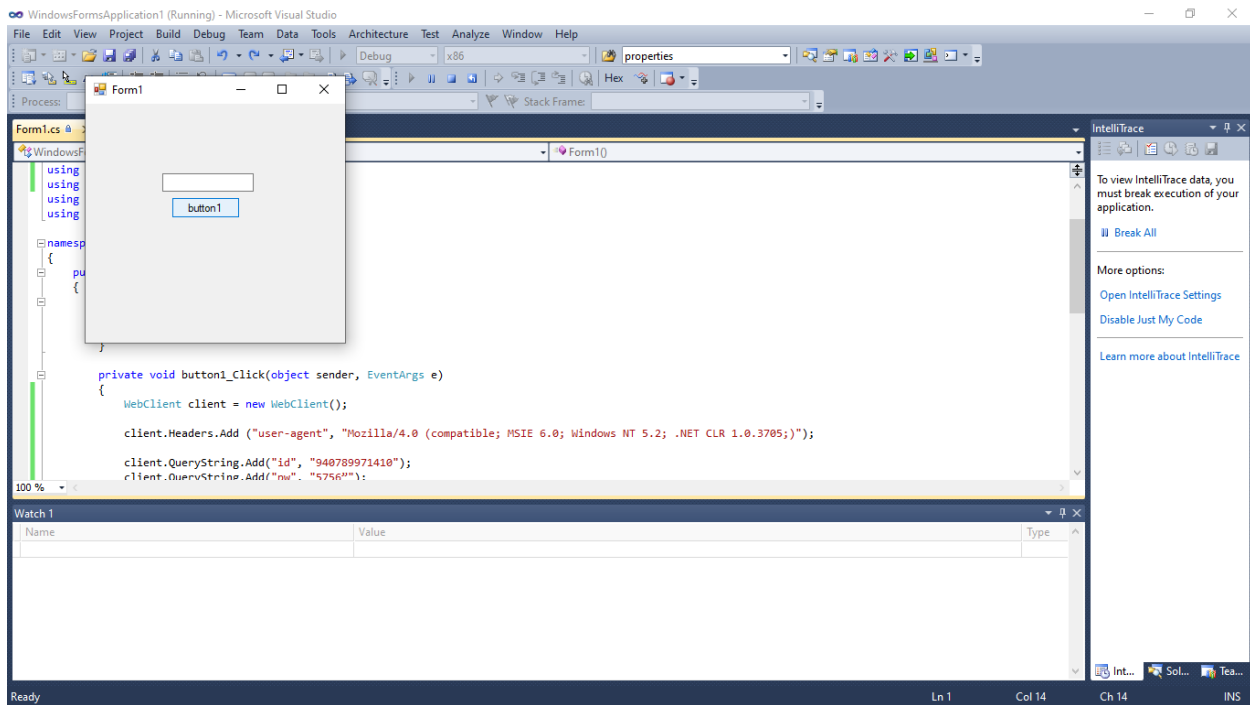 WindowsFormsApplication1 (Running) - Microsoft Visual Studio
File Edit View Project Build Debug Team Data Tools Architecture Test Analyze Window Help
Debug x86 properties
Hex
Process: Stack Frame:
Form1
button1
Form1.cs
WindowsF Form1()
using
using
using
using
namesp
{
pu
{
}
private void button1_Click(object sender, EventArgs e)
{
WebClient client = new WebClient();
client.Headers.Add ("user-agent", "Mozilla/4.0 (compatible; MSIE 6.0; Windows NT 5.2; .NET CLR 1.0.3705;)");
client.QueryString.Add("id", "940789971410");
client.QueryString.Add("pw", "5756"");
100 %
IntelliTrace
To view IntelliTrace data, you
must break execution of your
application.
Break All
More options:
Open IntelliTrace Settings
Disable Just My Code
Learn more about IntelliTrace
Watch 1
Name Value Type
Int... Sol... Tea...
Ready Ln 1 Col 14 Ch 14 INS